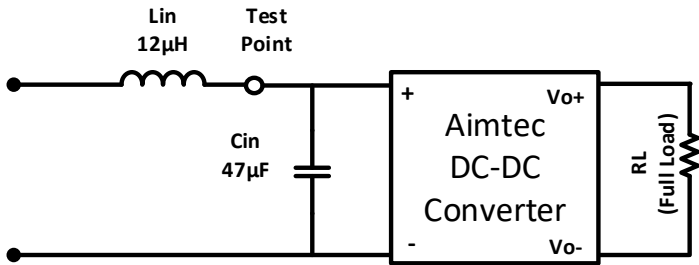 Lin
12µH
Test
Point
Cin
47µF
+
-
Aimtec
DC-DC
Converter
Vo+
Vo-
RL
(Full Load)